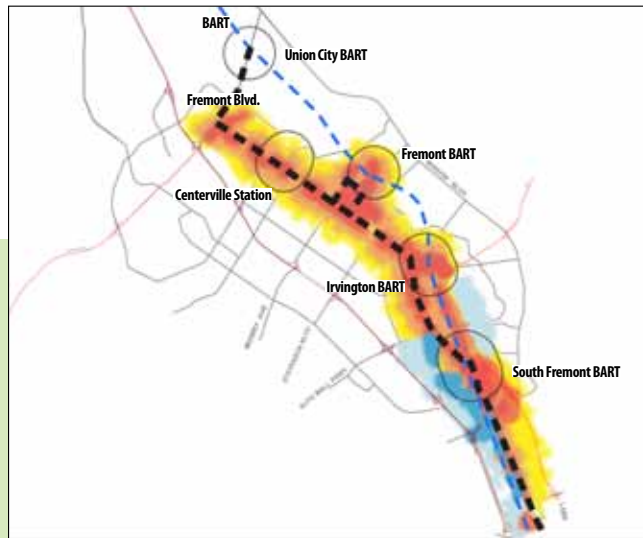 BART
Union City BART
Fremont Blvd.
Fremont BART
Centerville Station
Irvington BART
South Fremont BART